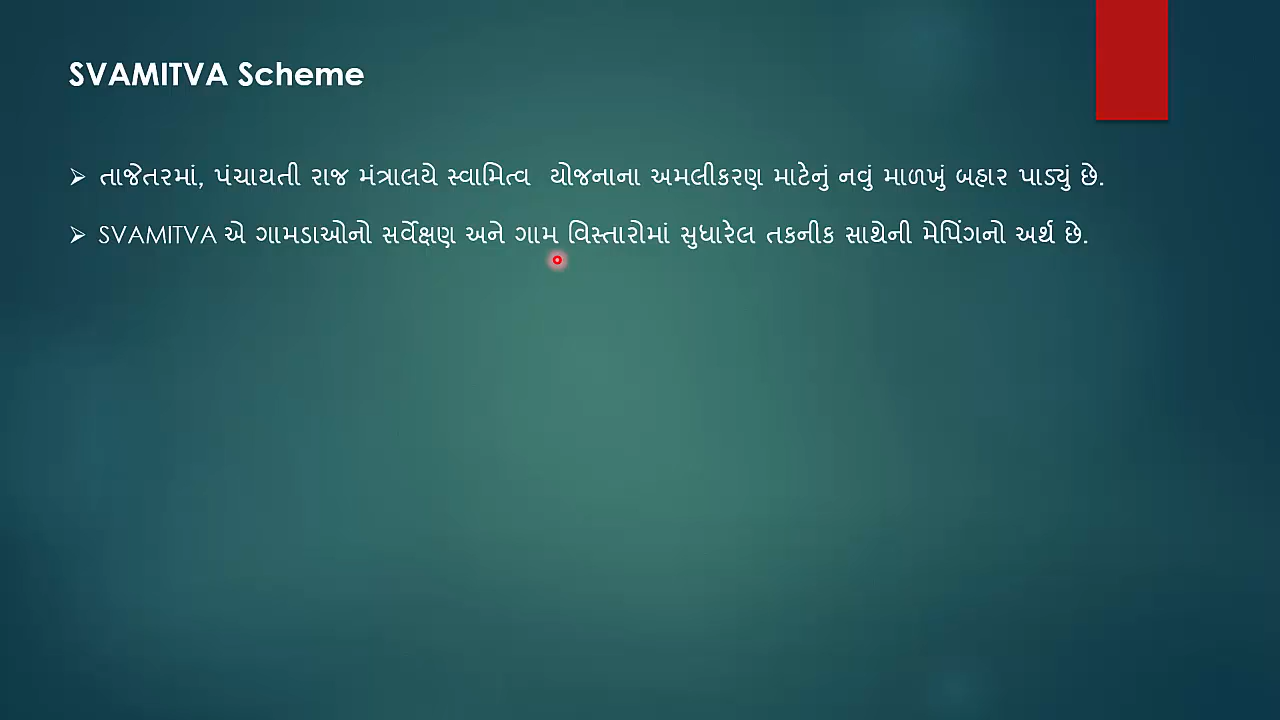 SVAMITVA Scheme
તાજેતરમાં, પંચાયતી રાજ મંત્રાલયે સ્વામિત્વ યોજનાના અમલીકરણ માટેનું નવું માળખું બહાર પાડ્યું છે.
SVAMITVA એ ગામડાઓનો સર્વેક્ષણ અને ગામ વિસ્તારોમાં સુધારેલ તકનીક સાથેની મેપિંગનો અર્થ છે.